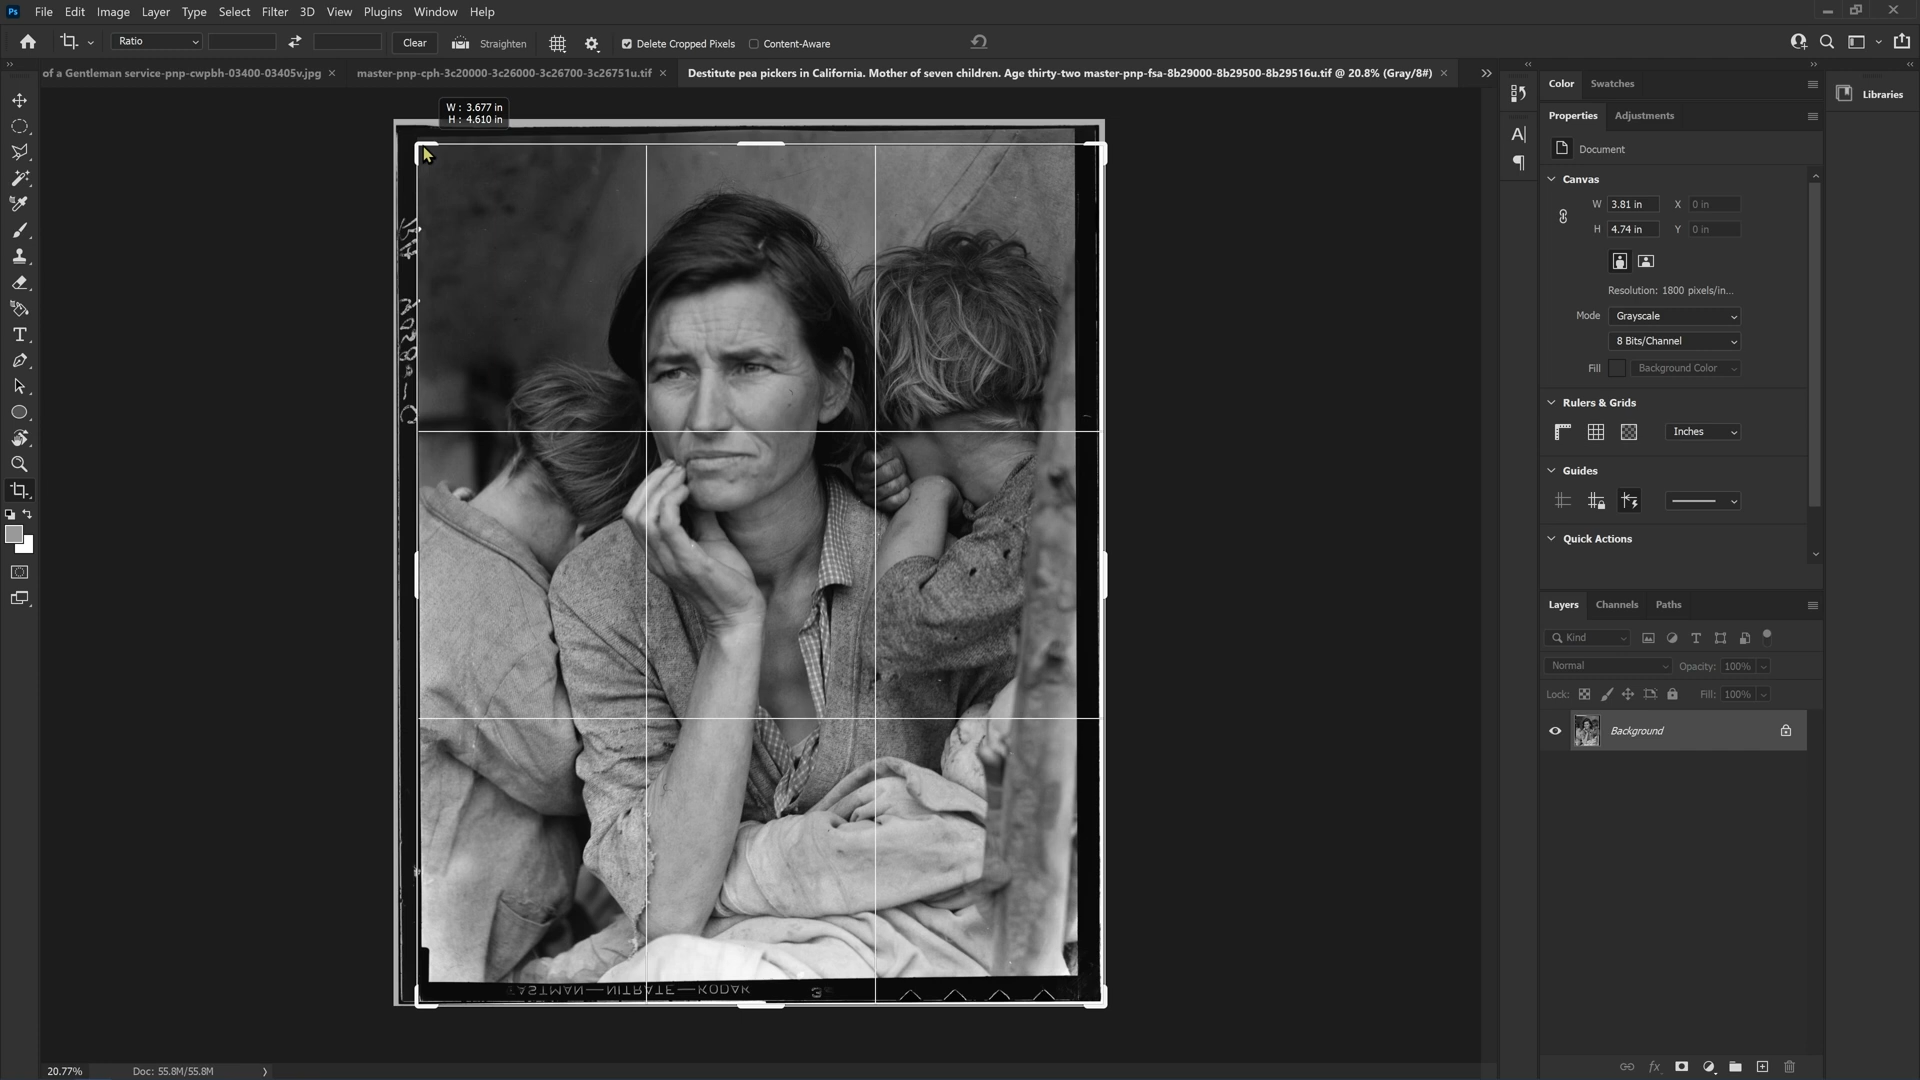 Ps File Edit Image Layer Type Select Filter 3D View Plugins Window Help
Ratio Clear Straighten Delete Cropped Pixels Content-Aware
of a Gentleman service-pnp-cwpbh-03400-03405v.jpg × master-pnp-cph-3c20000-3c26000-3c26700-3c26751u.tif × Destitute pea pickers in California. Mother of seven children. Age thirty-two master-pnp-fsa-8b29000-8b29500-8b29516u.tif @ 20.8% (Gray/8#) ×
W : 3.677 in
H : 4.610 in
EASTMAN — NITRATE — KODAK 3
Color Swatches
Libraries
Properties Adjustments
Document
Canvas
W 3.81 in X 0 in
H 4.74 in Y 0 in
Resolution: 1800 pixels/in...
Mode Grayscale
8 Bits/Channel
Fill Background Color
Rulers & Grids
Inches
Guides
Quick Actions
Layers Channels Paths
Kind
Normal Opacity: 100%
Lock: Fill: 100%
Background
20.77% Doc: 55.8M/55.8M